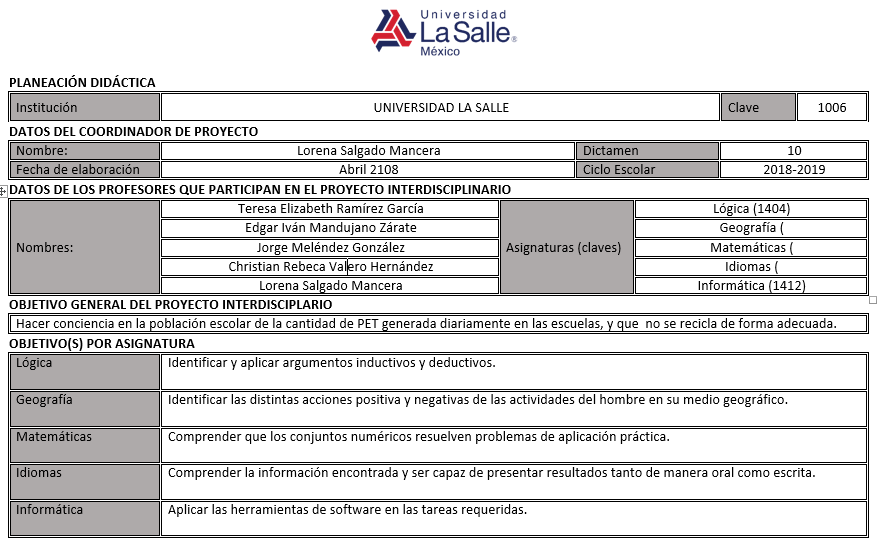 Universidad
La Salle®
México
PLANEACIÓN DIDÁCTICA
Institución UNIVERSIDAD LA SALLE Clave 1006
DATOS DEL COORDINADOR DE PROYECTO
Nombre: Lorena Salgado Mancera Dictamen 10
Fecha de elaboración Abril 2108 Ciclo Escolar 2018-2019
DATOS DE LOS PROFESORES QUE PARTICIPAN EN EL PROYECTO INTERDISCIPLINARIO
Teresa Elizabeth Ramírez García Lógica (1404)
Edgar Iván Mandujano Zárate Geografía (
Nombres: Jorge Meléndez González Asignaturas (claves) Matemáticas (
Christian Rebeca Valero Hernández Idiomas (
Lorena Salgado Mancera Informática (1412)
OBJETIVO GENERAL DEL PROYECTO INTERDISCIPLARIO
Hacer conciencia en la población escolar de la cantidad de PET generada diariamente en las escuelas, y que no se recicla de forma adecuada.
OBJETIVO(S) POR ASIGNATURA
Lógica Identificar y aplicar argumentos inductivos y deductivos.
Geografía Identificar las distintas acciones positiva y negativas de las actividades del hombre en su medio geográfico.
Matemáticas Comprender que los conjuntos numéricos resuelven problemas de aplicación práctica.
Idiomas Comprender la información encontrada y ser capaz de presentar resultados tanto de manera oral como escrita.
Informática Aplicar las herramientas de software en las tareas requeridas.